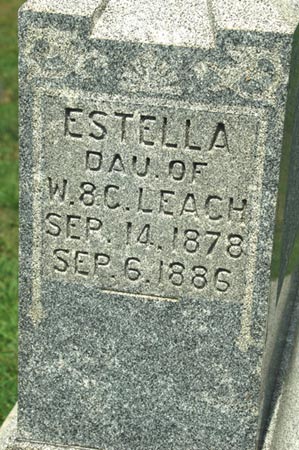 ESTELLA
DAU. OF
W. & C. LEACH
SEP. 14. 1878
SEP. 6. 1886